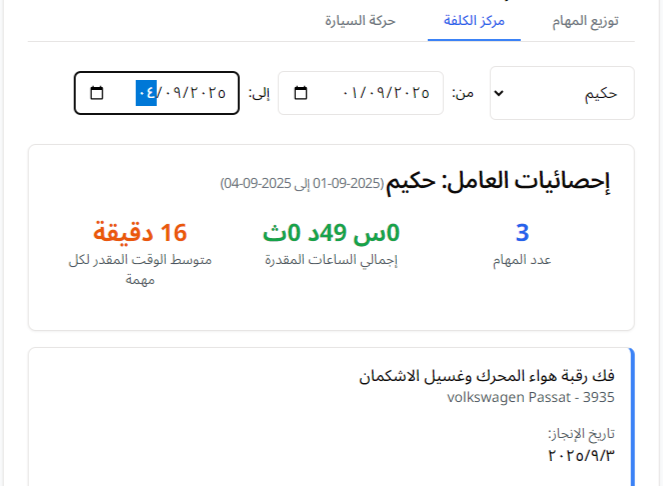 توزيع المهام
مركز الكلفة
حركة السيارة
حكيم
من:
٠١/٠٩/٢٠٢٥
إلى:
٠٤/٠٩/٢٠٢٥
إحصائيات العامل: حكيم (01-09-2025 إلى 04-09-2025)
3
عدد المهام
0س 49د 0ث
إجمالي الساعات المقدرة
16 دقيقة
متوسط الوقت المقدر لكل
مهمة
فك رقبة هواء المحرك وغسيل الاشكمان
volkswagen Passat - 3935
تاريخ الإنجاز:
٢٠٢٥/٩/٣